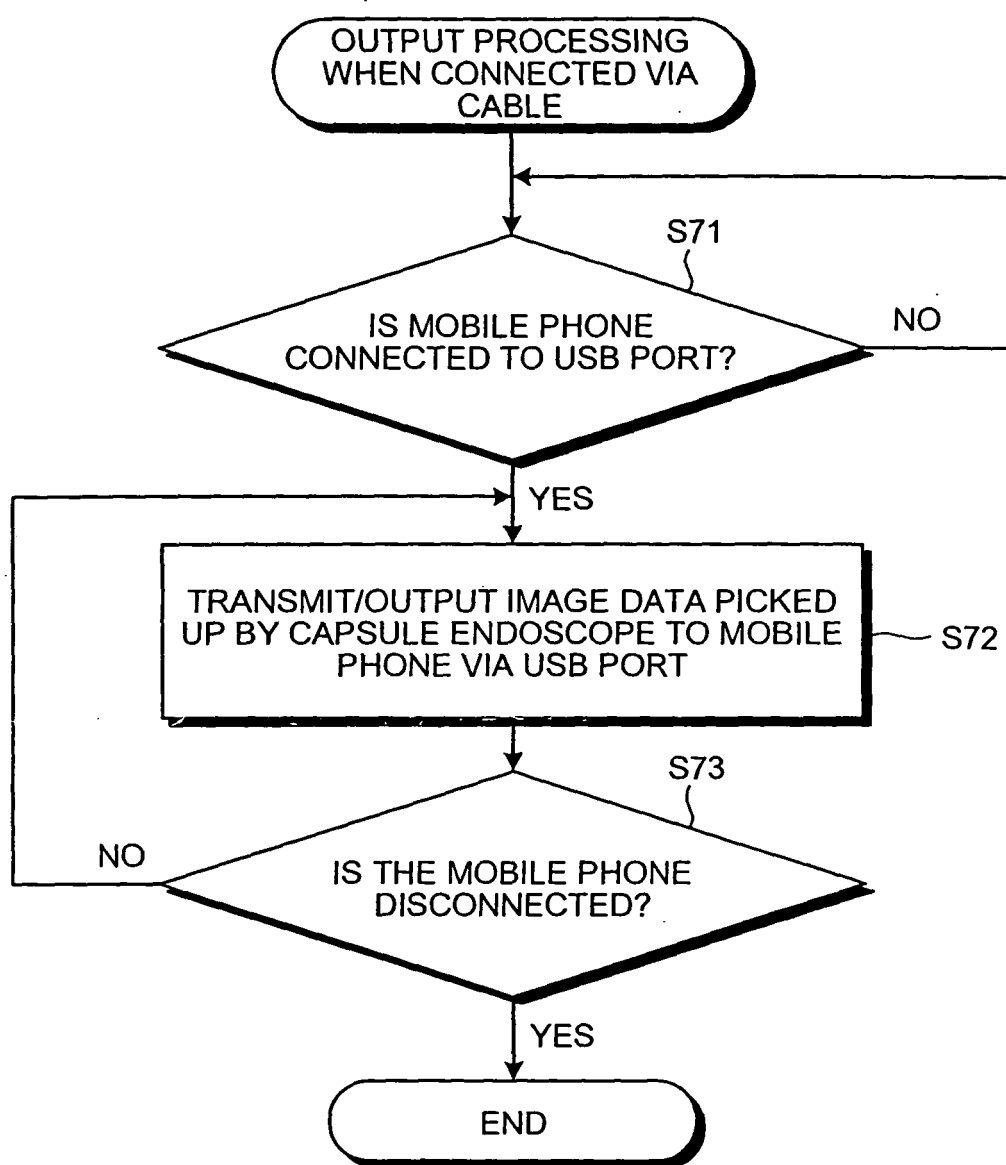 OUTPUT PROCESSING
WHEN CONNECTED VIA
CABLE
S71
IS MOBILE PHONE
CONNECTED TO USB PORT?
NO
YES
TRANSMIT/OUTPUT IMAGE DATA PICKED
UP BY CAPSULE ENDOSCOPE TO MOBILE
PHONE VIA USB PORT
S72
S73
NO
IS THE MOBILE PHONE
DISCONNECTED?
YES
END